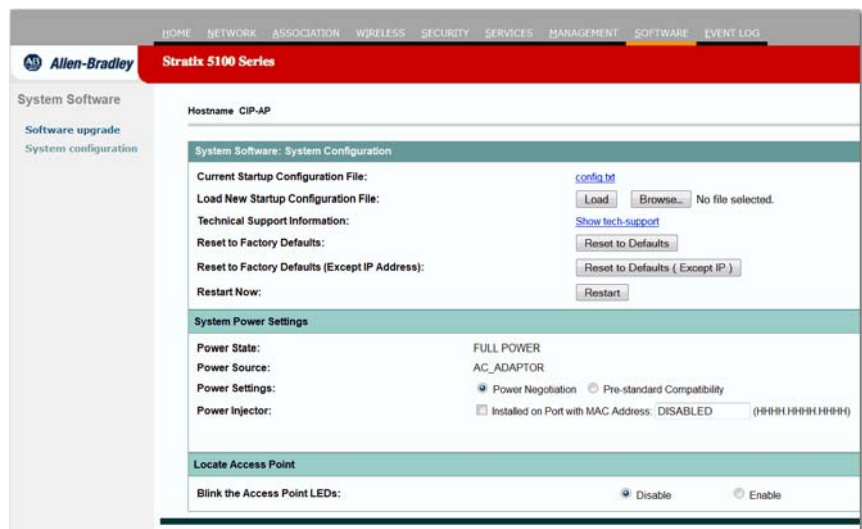 HOME NETWORK ASSOCIATION WIRELESS SECURITY SERVICES MANAGEMENT SOFTWARE EVENT LOG
AB Allen-Bradley Stratix 5100 Series
System Software
Software upgrade
System configuration
Hostname CIP-AP
System Software: System Configuration
Current Startup Configuration File: config.txt
Load New Startup Configuration File: Load Browse... No file selected.
Technical Support Information: Show tech-support
Reset to Factory Defaults: Reset to Defaults
Reset to Factory Defaults (Except IP Address): Reset to Defaults ( Except IP )
Restart Now: Restart
System Power Settings
Power State: FULL POWER
Power Source: AC_ADAPTOR
Power Settings: Power Negotiation Pre-standard Compatibility
Power Injector: Installed on Port with MAC Address: DISABLED (HHHH.HHHH.HHHH)
Locate Access Point
Blink the Access Point LEDs: Disable Enable